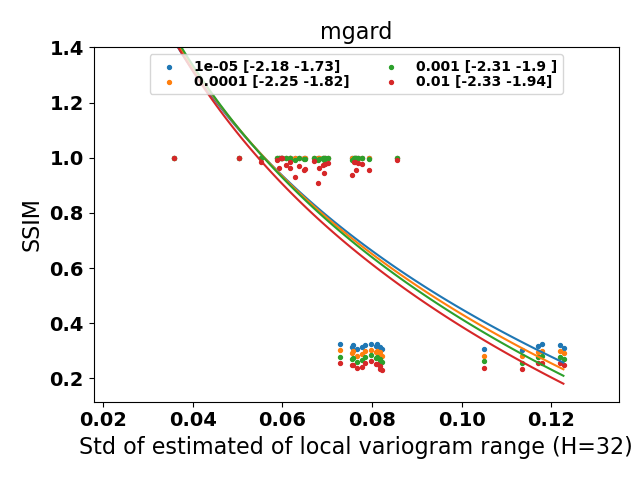 mgard
1e-05 [-2.18 -1.73]
0.0001 [-2.25 -1.82]
0.001 [-2.31 -1.9 ]
0.01 [-2.33 -1.94]
1.4
1.2
1.0
0.8
0.6
0.4
0.2
SSIM
0.02 0.04 0.06 0.08 0.10 0.12
Std of estimated of local variogram range (H=32)